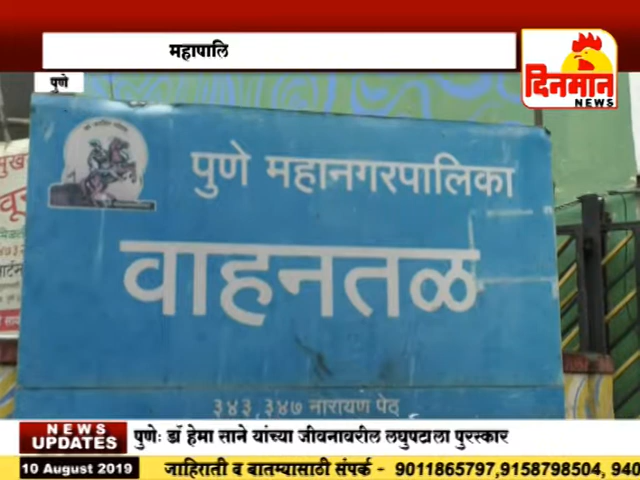 महापालि
दिनमान
NEWS
पुणे
पुणे महानगरपालिका
वाहनतळ
३४३,३४७ नारायण पेठ
NEWS
UPDATES
पुणेः डॉ हेमा साने यांच्या जीवनावरील लघुपटाला पुरस्कार
10 August 2019
जाहिराती व बातम्यासाठी संपर्क - 9011865797,9158798504, 940